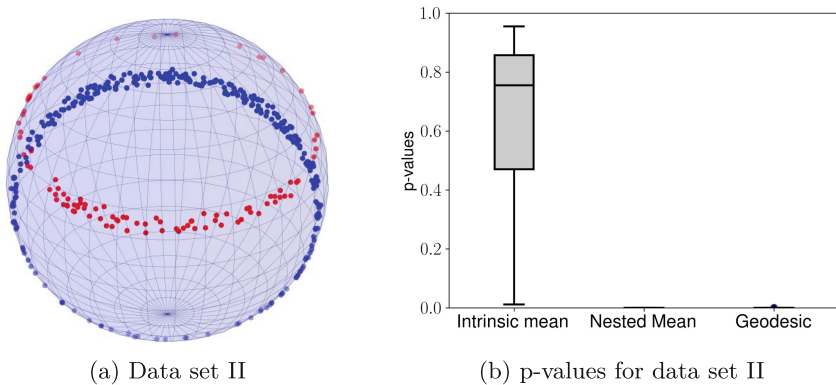 1.0
0.8
0.6
0.4
0.2
0.0
p-values
Intrinsic mean Nested Mean Geodesic
(a) Data set II
(b) p-values for data set II